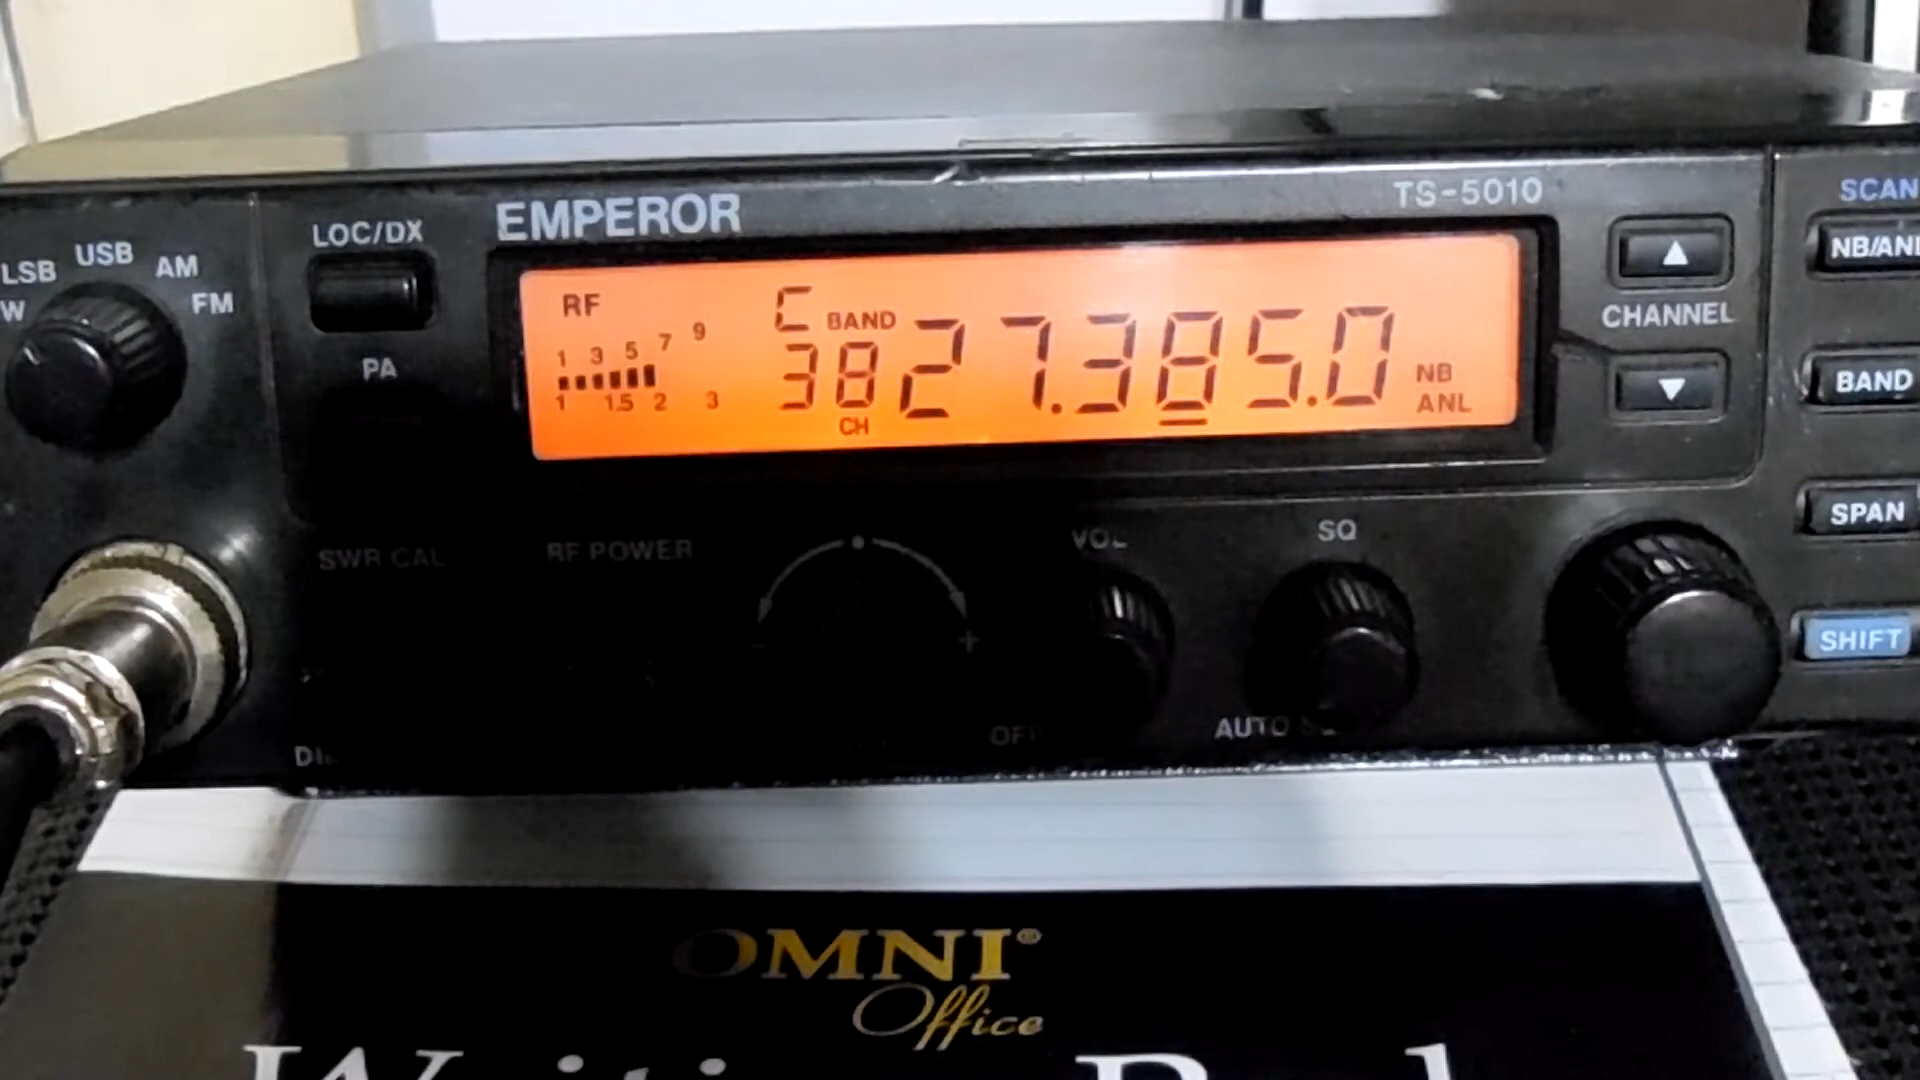 EMPEROR
TS-5010
SCAN
LOC/DX
LSB USB AM FM
W
PA
NB/ANL
RF
C BAND
1 3 5 7 9
1 1.5 2 3
38 CH
27.385.0
NB
ANL
CHANNEL
BAND
SPAN
SHIFT
SWR CAL
RF POWER
VOL
SQ
- +
OFF
AUTO SQ
OMNI®
Office